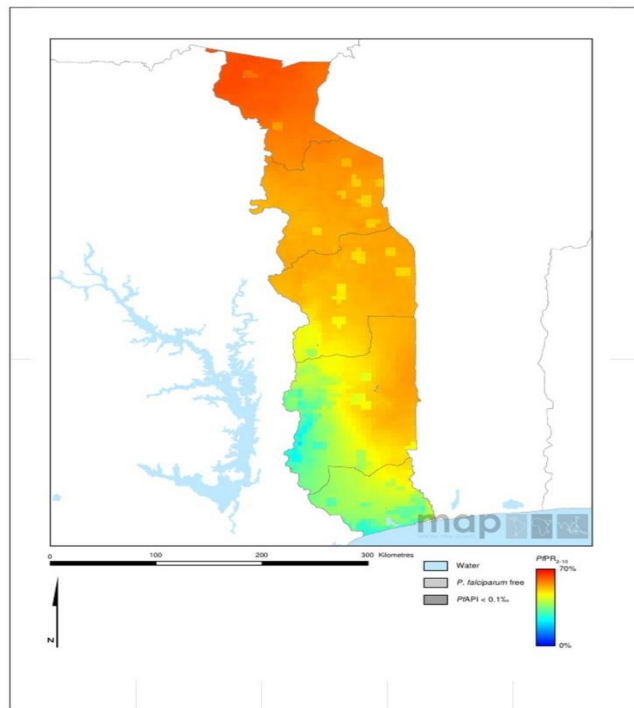 map
0 100 200 300 Kilometres
Water
P. falciparum free
PfAPI < 0.1‰
PfPR2-10
70%
0%
N